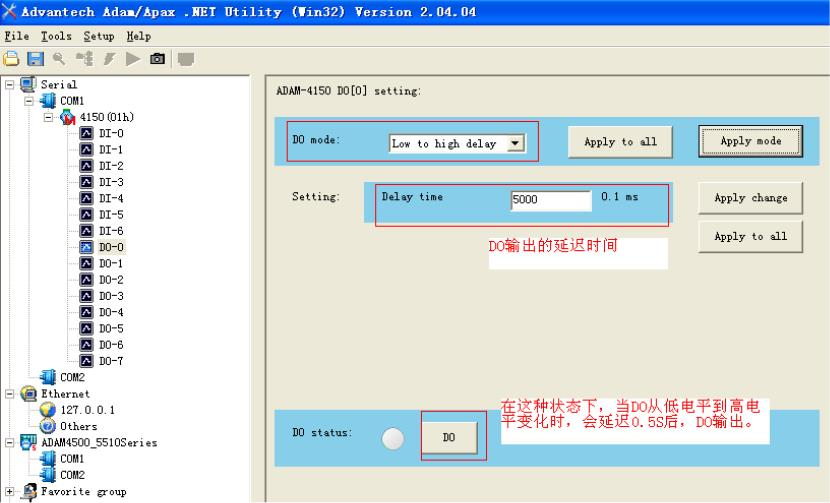 Advantech Adam/Apax .NET Utility (Win32) Version 2.04.04
File Tools Setup Help
Serial
COM1
4150(01h)
DI-0
DI-1
DI-2
DI-3
DI-4
DI-5
DI-6
DO-0
DO-1
DO-2
DO-3
DO-4
DO-5
DO-6
DO-7
COM2
Ethernet
127.0.0.1
Others
ADAM4500_5510Series
COM1
COM2
Favorite group
ADAM-4150 DO[0] setting:
DO mode: Low to high delay Apply to all Apply mode
Setting: Delay time 5000 0.1 ms Apply change
Apply to all
DO输出的延迟时间
在这种状态下，当DO从低电平到高电
平变化时，会延迟0.5S后，DO输出。
DO status: DO